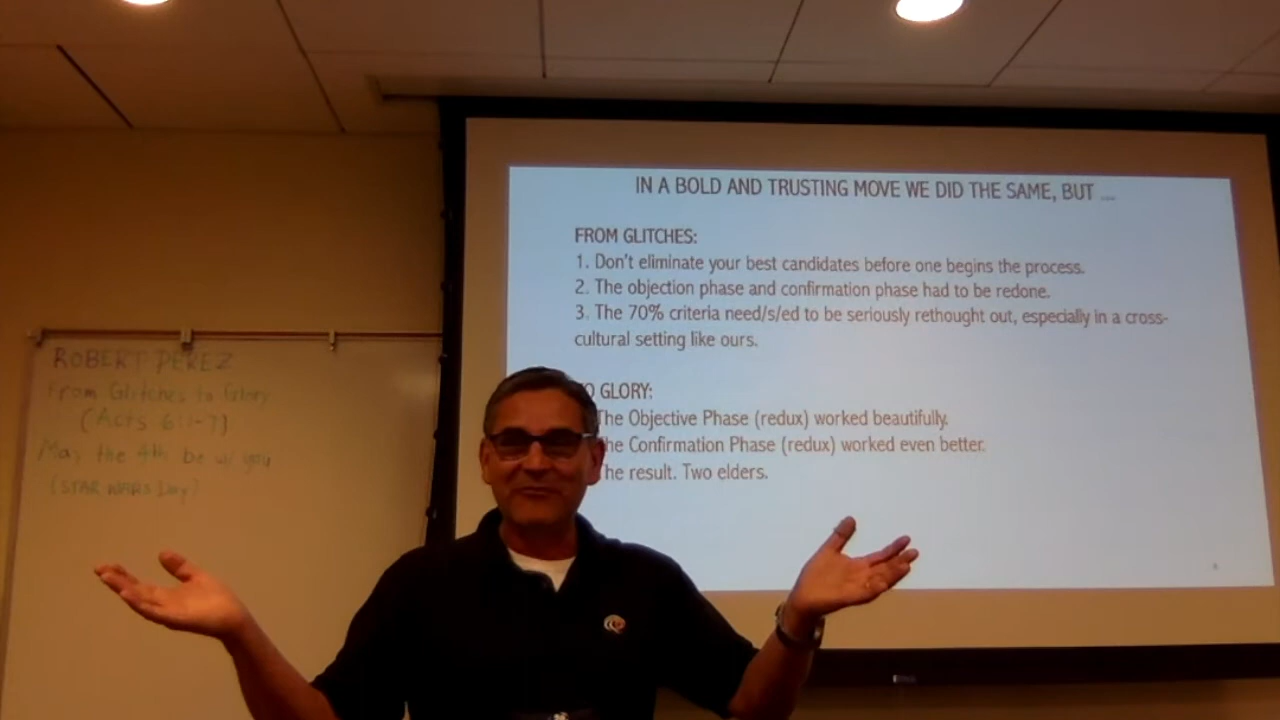 ROBERT PEREZ
From Glitches to Glory
(Acts 6:1-7)
May the 4th be w/ you
(STAR WARS Day)
IN A BOLD AND TRUSTING MOVE WE DID THE SAME, BUT ….
FROM GLITCHES:
1. Don't eliminate your best candidates before one begins the process.
2. The objection phase and confirmation phase had to be redone.
3. The 70% criteria need/s/ed to be seriously rethought out, especially in a cross-
cultural setting like ours.
O GLORY:
The Objective Phase (redux) worked beautifully.
he Confirmation Phase (redux) worked even better.
he result. Two elders.